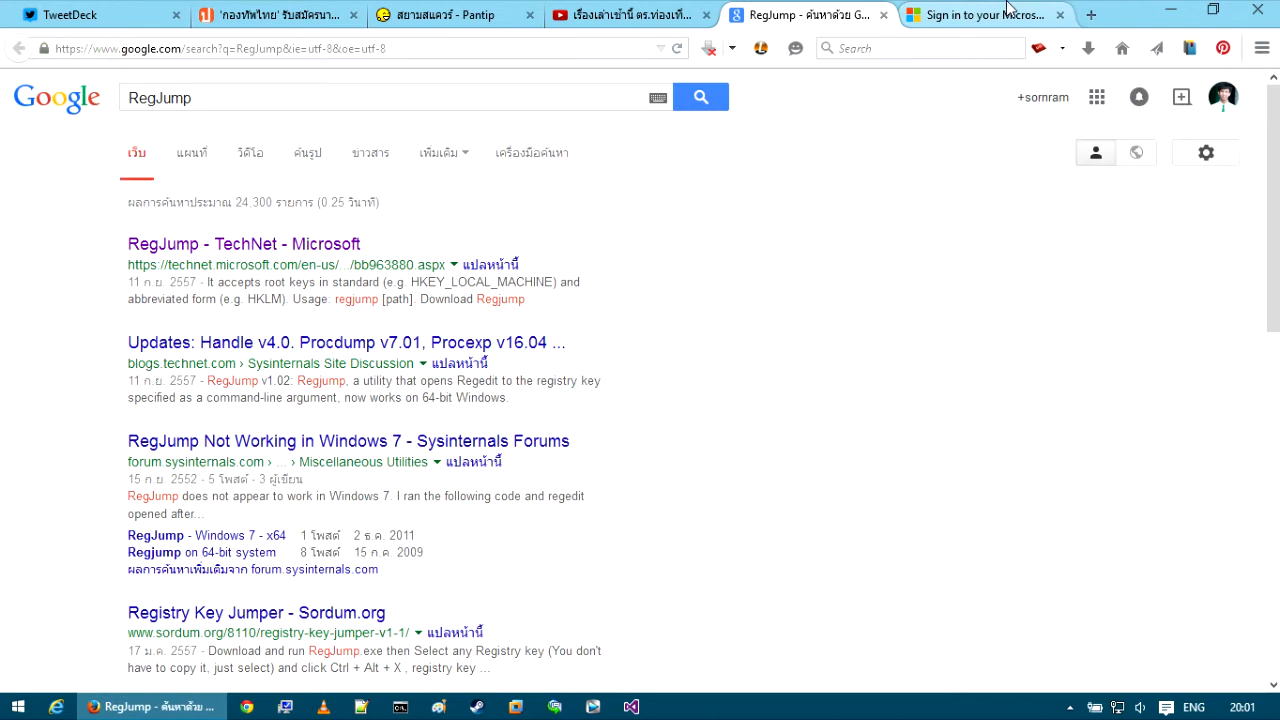 TweetDeck
'กองทัพเรือ' รับมอบ...
สยามสแควร์ - Pantip
เรื่องเล่าเช้านี้ ตร.ท่องเที่...
RegJump - ค้นหาด้วย G...
Sign in to your Micros...
https://www.google.com/search?q=RegJump&ie=utf-8&oe=utf-8
Search
Google
RegJump
+sornram
เว็บ
แผนที่
วิดีโอ
ค้นรูป
ข่าวสาร
เพิ่มเติม
เครื่องมือค้นหา
ผลการค้นหาประมาณ 24,300 รายการ (0.25 วินาที)
RegJump - TechNet - Microsoft
https://technet.microsoft.com/en-us/.../bb963880.aspx แปลหน้านี้
11 ก.ย. 2557 - It accepts root keys in standard (e.g. HKEY_LOCAL_MACHINE) and
abbreviated form (e.g. HKLM). Usage: regjump [path]. Download Regjump
Updates: Handle v4.0. Procdump v7.01, Procexp v16.04 ...
blogs.technet.com › Sysinternals Site Discussion แปลหน้านี้
11 ก.ย. 2557 - RegJump v1.02: Regjump, a utility that opens Regedit to the registry key
specified as a command-line argument, now works on 64-bit Windows.
RegJump Not Working in Windows 7 - Sysinternals Forums
forum.sysinternals.com › ... › Miscellaneous Utilities แปลหน้านี้
15 ก.ย. 2552 - 5 โพสต์ - 3 ผู้เขียน
RegJump does not appear to work in Windows 7. I ran the following code and regedit
opened after...
RegJump - Windows 7 - x64 1 โพสต์ 2 ธ.ค. 2011
Regjump on 64-bit system 8 โพสต์ 15 ก.ค. 2009
ผลการค้นหาเพิ่มเติมจาก forum.sysinternals.com
Registry Key Jumper - Sordum.org
www.sordum.org/8110/registry-key-jumper-v1-1/ แปลหน้านี้
17 ม.ค. 2557 - Download and run RegJump.exe then Select any Registry key (You don't
have to copy it, just select) and click Ctrl + Alt + X , registry key ...
RegJump - ค้นหาด้วย ...
ENG
20:01